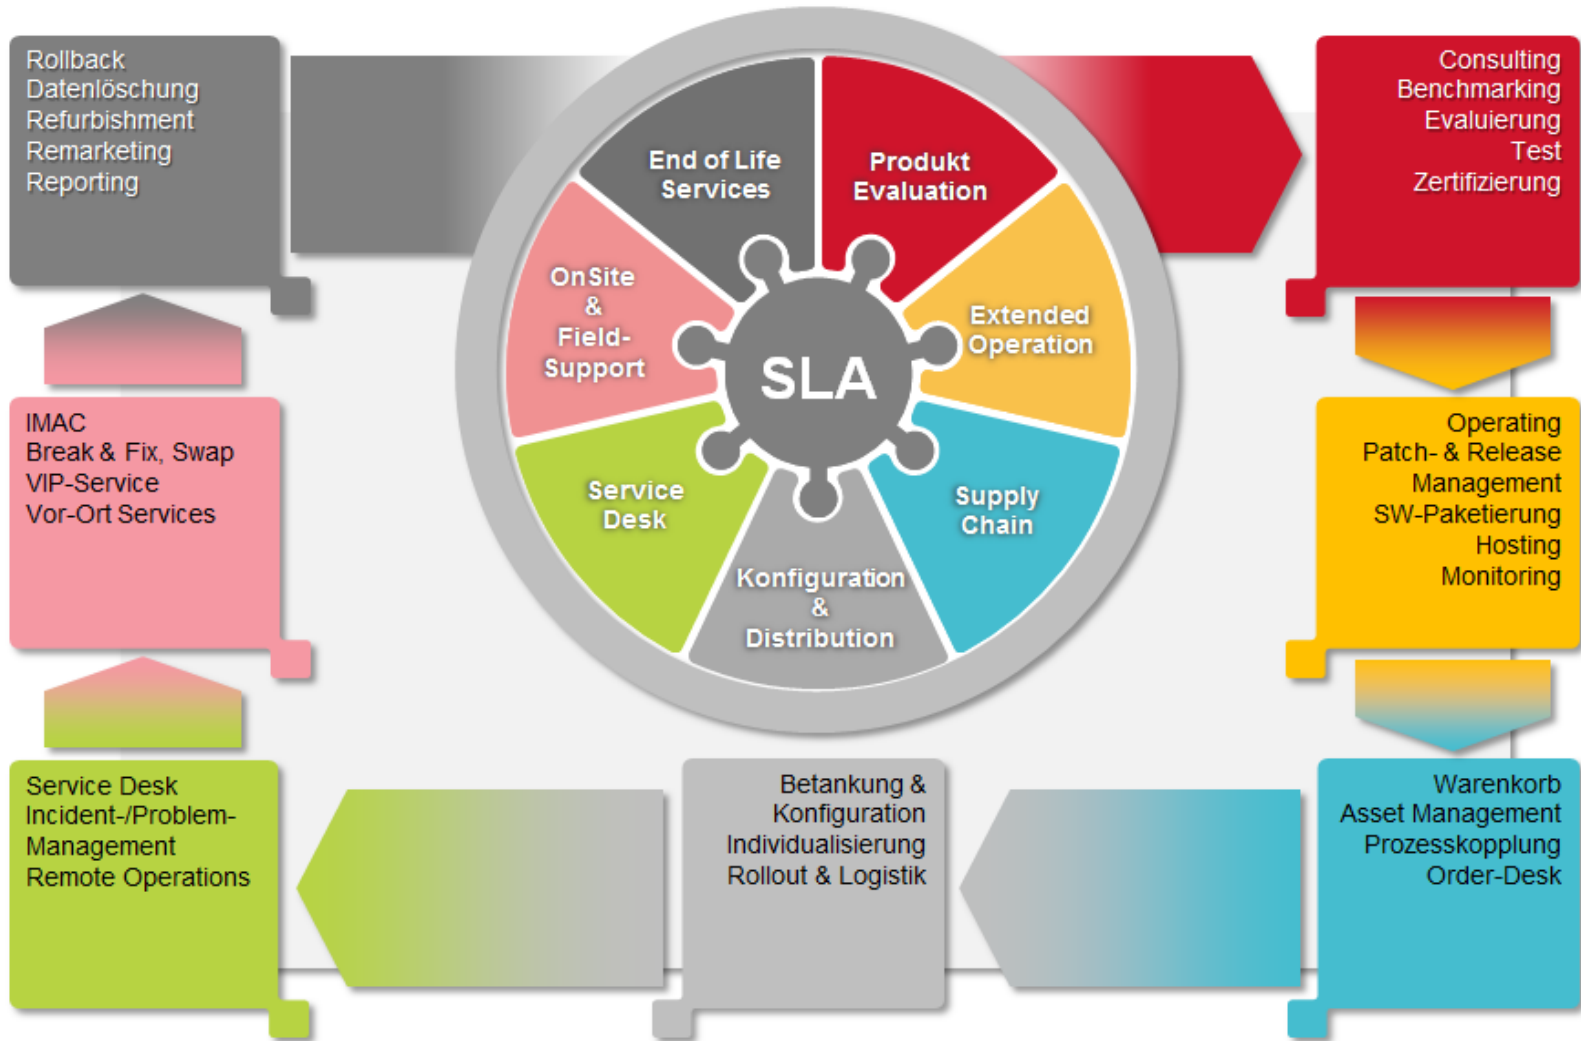 Rollback
Datenlöschung
Refurbishment
Remarketing
Reporting
End of Life
Services
Produkt
Evaluation
Consulting
Benchmarking
Evaluierung
Test
Zertifizierung
OnSite
&
Field-
Support
Extended
Operation
SLA
IMAC
Break & Fix, Swap
VIP-Service
Vor-Ort Services
Operating
Patch- & Release
Management
SW-Paketierung
Hosting
Monitoring
Service
Desk
Supply
Chain
Konfiguration
&
Distribution
Service Desk
Incident-/Problem-
Management
Remote Operations
Betankung &
Konfiguration
Individualisierung
Rollout & Logistik
Warenkorb
Asset Management
Prozesskopplung
Order-Desk